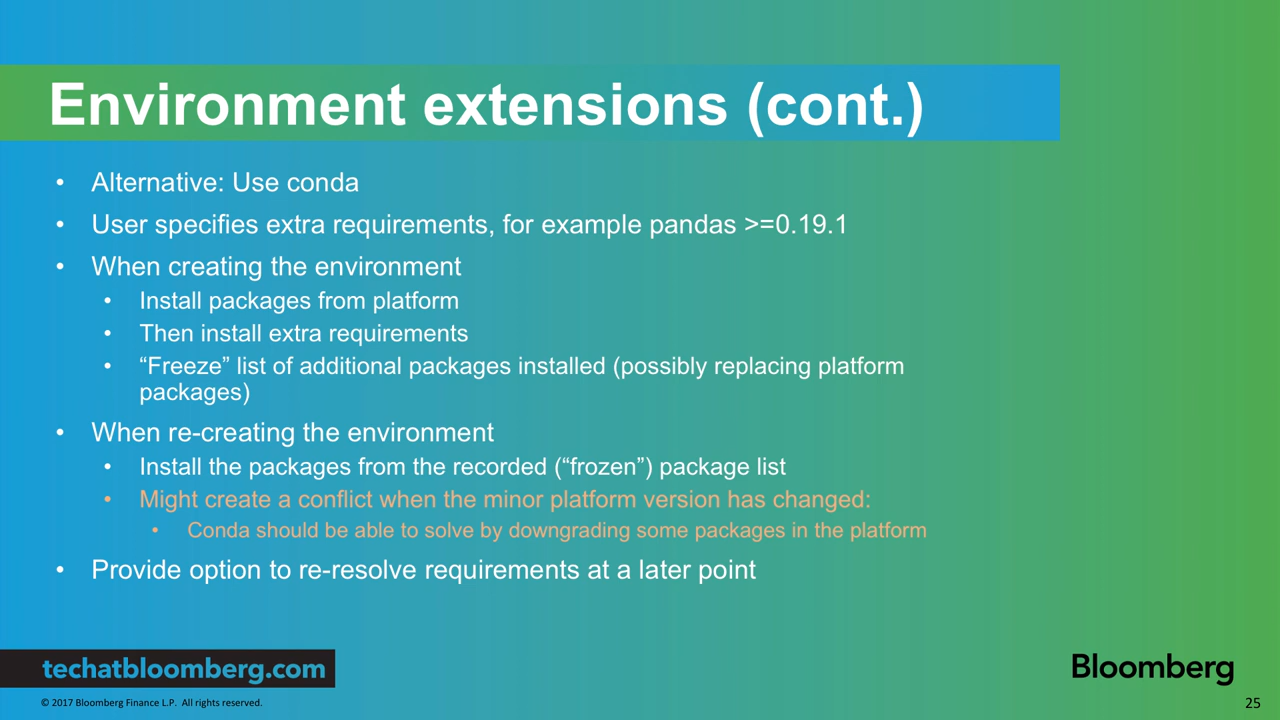 Environment extensions (cont.)
• Alternative: Use conda
• User specifies extra requirements, for example pandas >=0.19.1
• When creating the environment
• Install packages from platform
• Then install extra requirements
• “Freeze” list of additional packages installed (possibly replacing platform
packages)
• When re-creating the environment
• Install the packages from the recorded (“frozen”) package list
• Might create a conflict when the minor platform version has changed:
• Conda should be able to solve by downgrading some packages in the platform
• Provide option to re-resolve requirements at a later point
techatbloomberg.com
Bloomberg
© 2017 Bloomberg Finance L.P. All rights reserved.
25